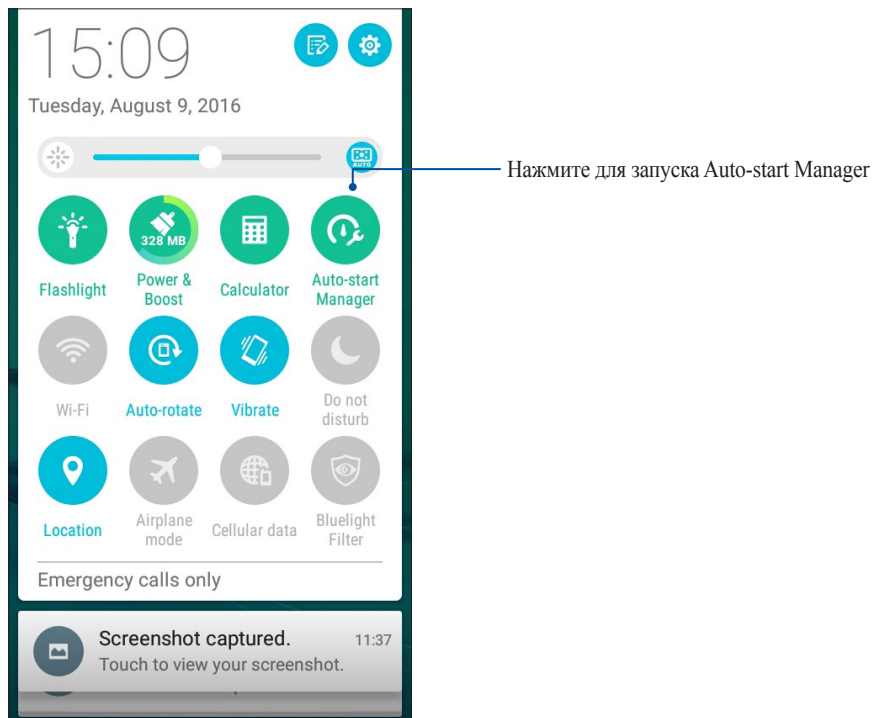 15:09
Tuesday, August 9, 2016
AUTO
Нажмите для запуска Auto-start Manager
328 MB
Flashlight
Power &
Boost
Calculator
Auto-start
Manager
Wi-Fi
Auto-rotate
Vibrate
Do not
disturb
Location
Airplane
mode
Cellular data
Bluelight
Filter
Emergency calls only
Screenshot captured.
11:37
Touch to view your screenshot.